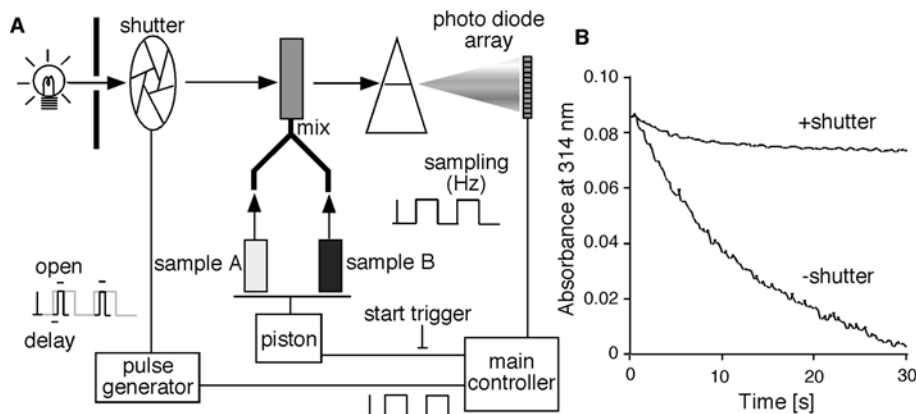 A
shutter
photo diode
array
mix
sampling
(Hz)
sample A
sample B
open
delay
start trigger
piston
pulse
generator
main
controller
B
Absorbance at 314 nm
0.10
0.08
0.06
0.04
0.02
0
+shutter
-shutter
0
10
20
30
Time [s]